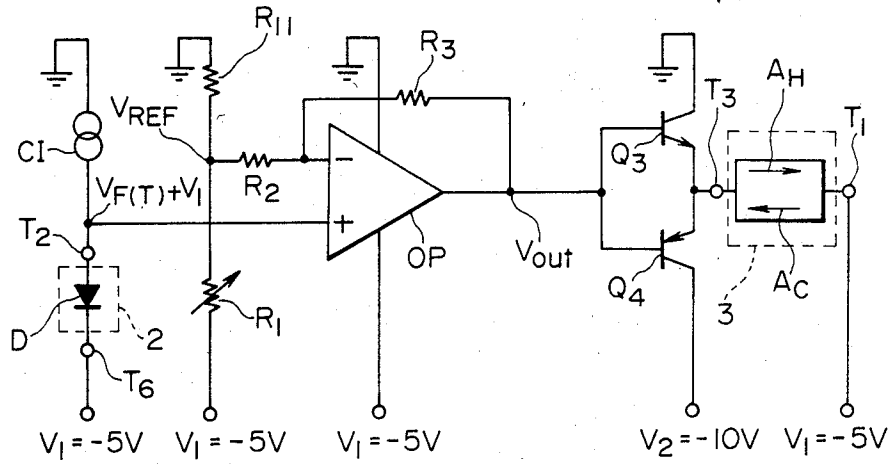 R11
R3
VREF
CI
R2
VF(T)+V1
T2
D
2
T6
R1
−
+
OP
Vout
Q3
Q4
T3
AH
T1
3
AC
V1=-5V
V1=-5V
V1=-5V
V2=-10V
V1=-5V